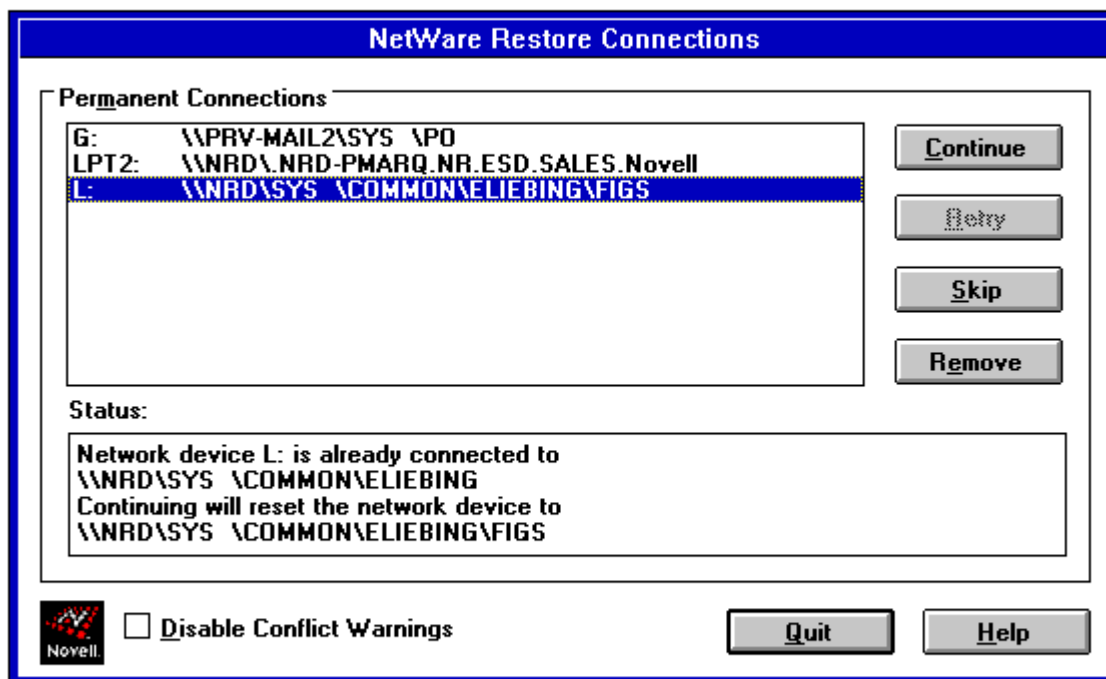 NetWare Restore Connections
Permanent Connections
G: \\PRV-MAIL2\SYS \PO
LPT2: \\NRD\.NRD-PMARQ.NR.ESD.SALES.Novell
L: \\NRD\SYS \COMMON\ELIEBING\FIGS
Continue
Retry
Skip
Remove
Status:
Network device L: is already connected to
\\NRD\SYS \COMMON\ELIEBING
Continuing will reset the network device to
\\NRD\SYS \COMMON\ELIEBING\FIGS
Novell.
Disable Conflict Warnings
Quit
Help